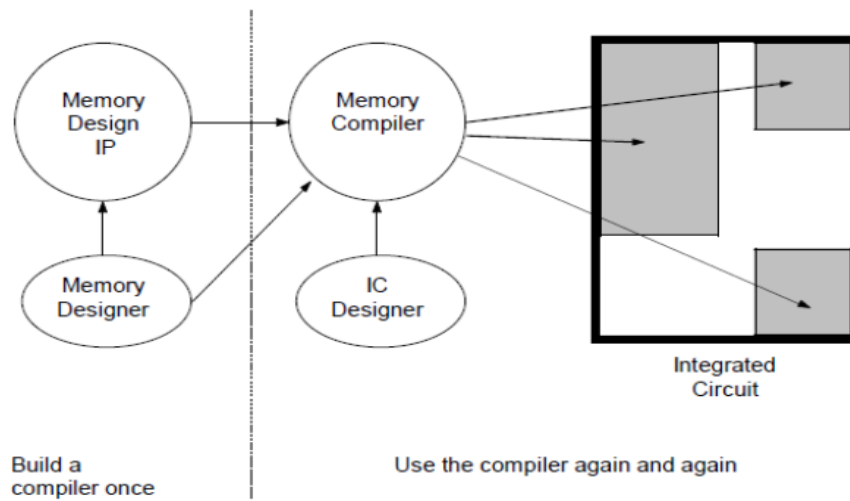 Memory
Design
IP
Memory
Compiler
Memory
Designer
IC
Designer
Integrated
Circuit
Build a
compiler once
Use the compiler again and again